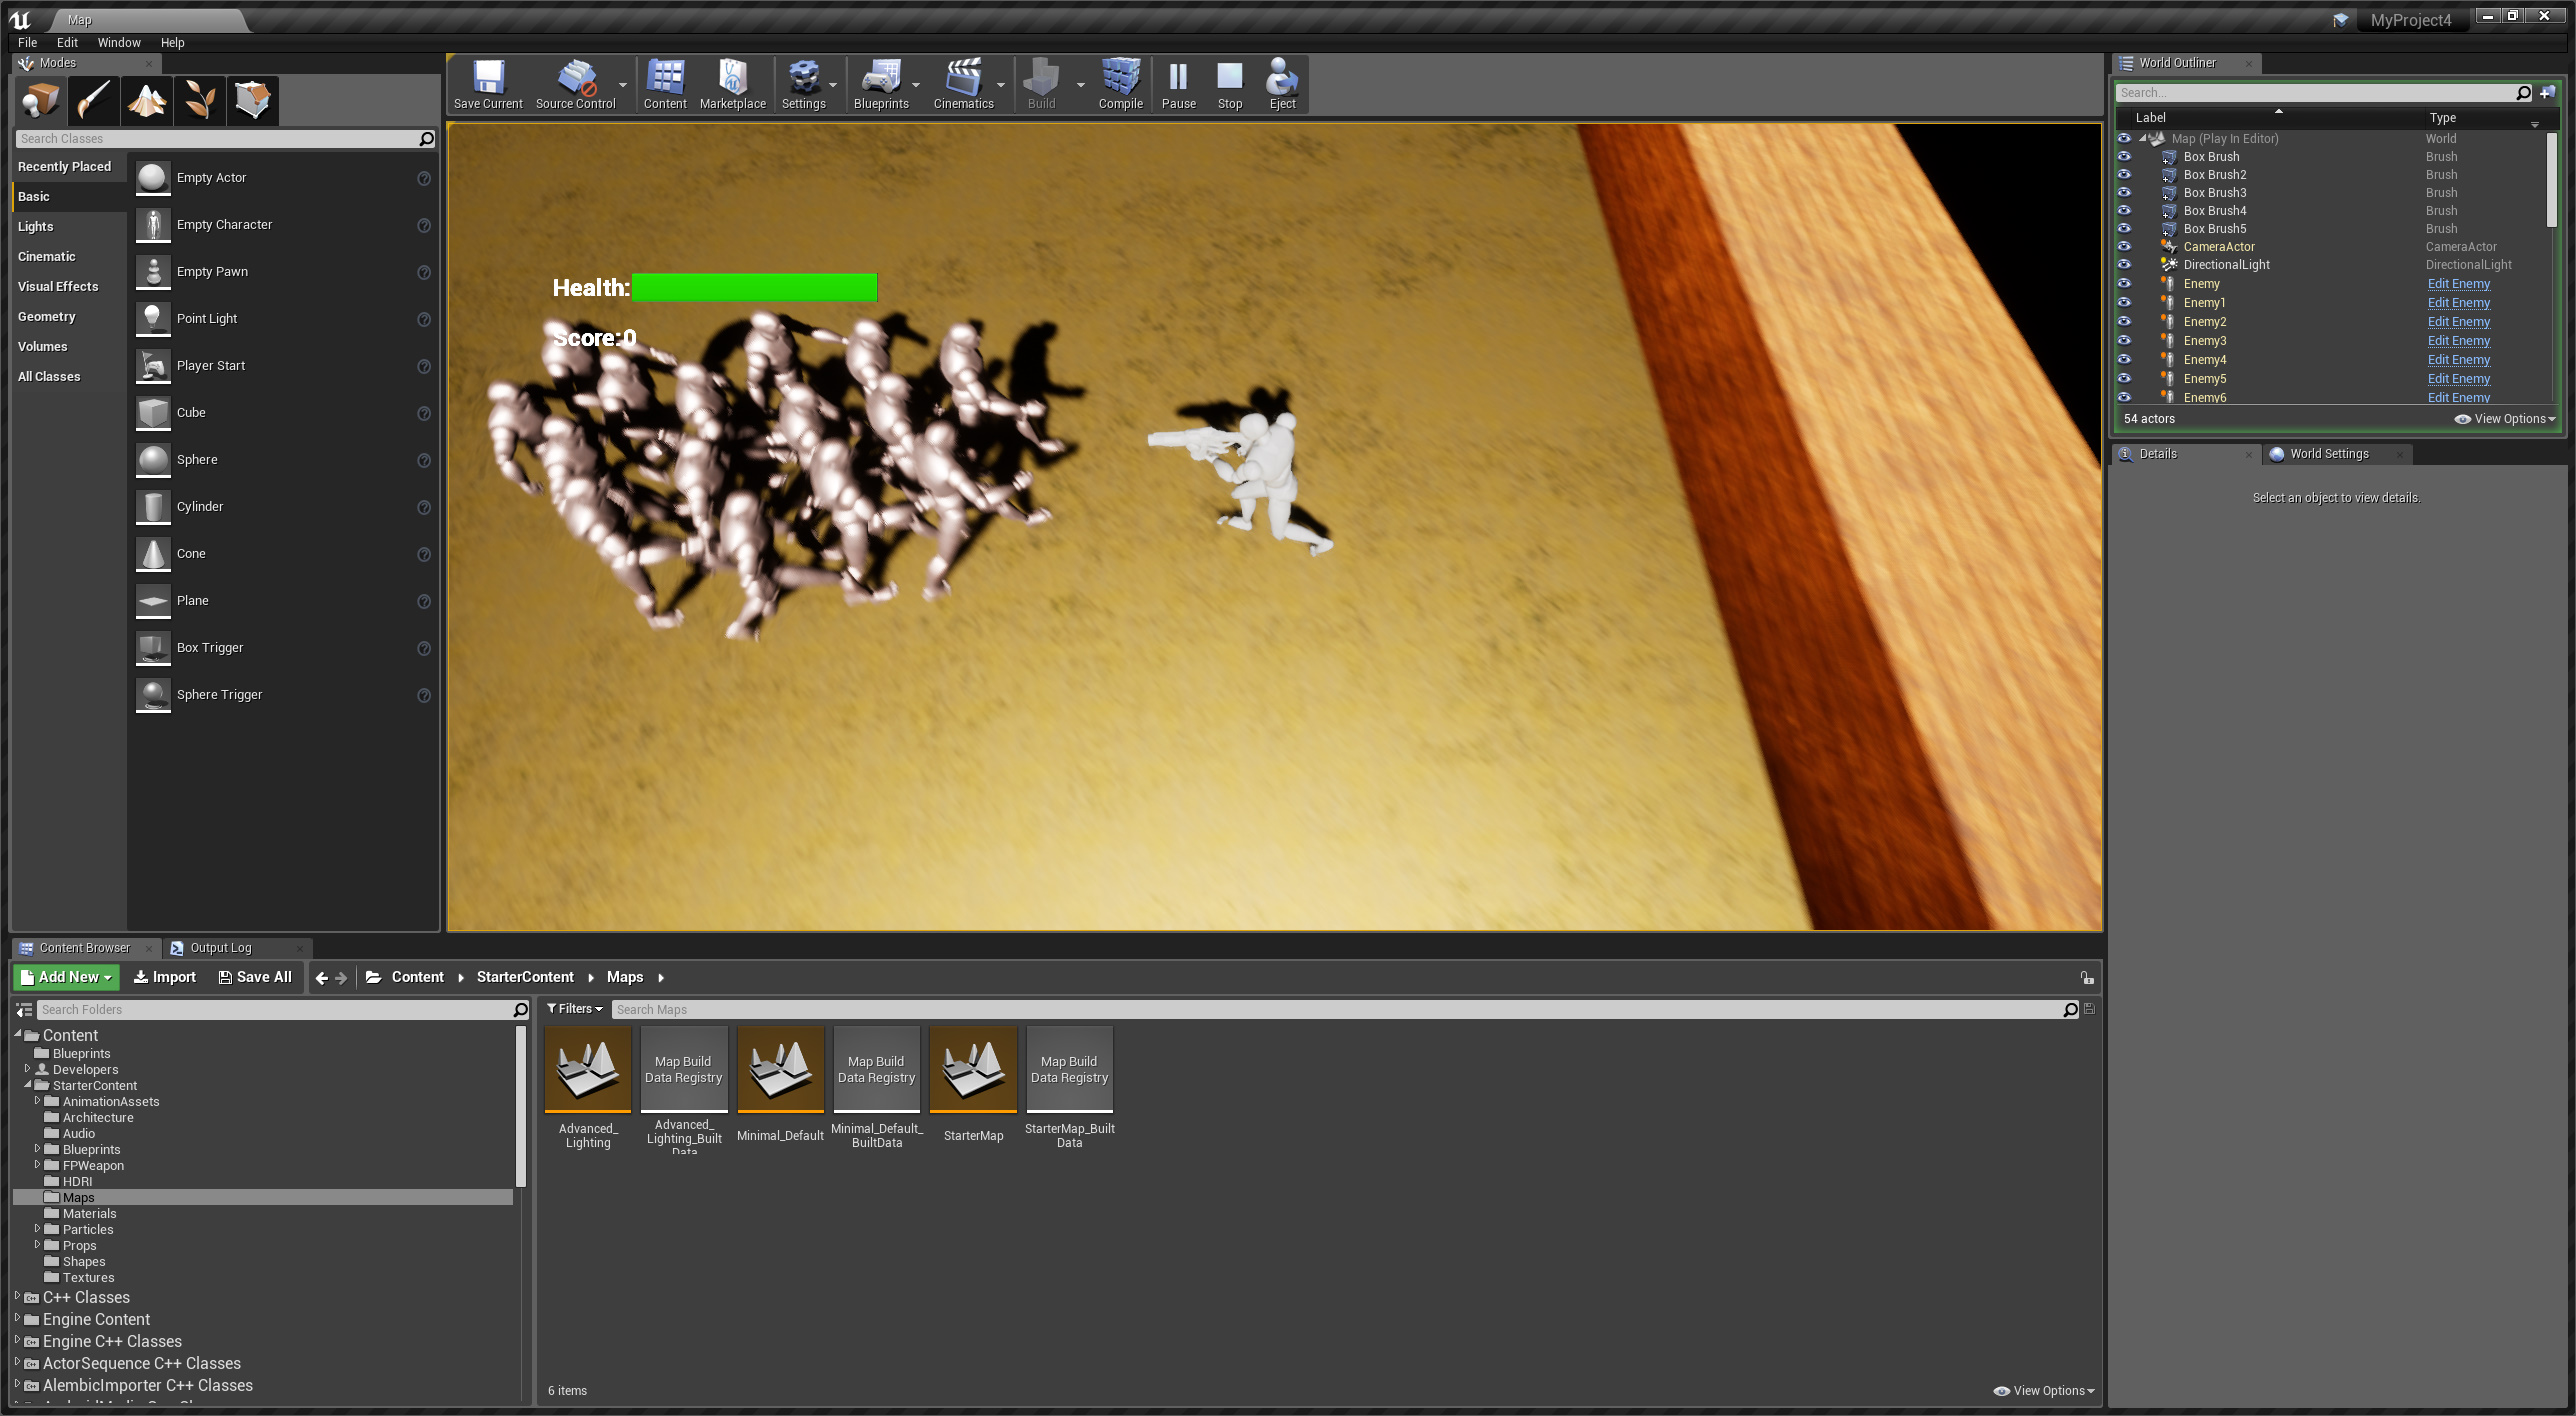 Map
MyProject4
File Edit Window Help
Modes
Search Classes
Recently Placed
Basic
Lights
Cinematic
Visual Effects
Geometry
Volumes
All Classes
Empty Actor
Empty Character
Empty Pawn
Point Light
Player Start
Cube
Sphere
Cylinder
Cone
Plane
Box Trigger
Sphere Trigger
Save Current Source Control Content Marketplace Settings Blueprints Cinematics Build Compile Pause Stop Eject
Health:
Score:0
World Outliner
Search...
Label Type
Map (Play In Editor) World
Box Brush Brush
Box Brush2 Brush
Box Brush3 Brush
Box Brush4 Brush
Box Brush5 Brush
CameraActor CameraActor
DirectionalLight DirectionalLight
Enemy Edit Enemy
Enemy1 Edit Enemy
Enemy2 Edit Enemy
Enemy3 Edit Enemy
Enemy4 Edit Enemy
Enemy5 Edit Enemy
Enemy6 Edit Enemy
54 actors View Options
Details World Settings
Select an object to view details.
Content Browser Output Log
Add New Import Save All Content StarterContent Maps
Search Folders
Content
Blueprints
Developers
StarterContent
AnimationAssets
Architecture
Audio
Blueprints
FPWeapon
HDRI
Maps
Materials
Particles
Props
Shapes
Textures
C++ Classes
Engine Content
Engine C++ Classes
ActorSequence C++ Classes
AlembicImporter C++ Classes
Filters Search Maps
Map Build
Data Registry
Map Build
Data Registry
Map Build
Data Registry
Advanced_
Lighting
Advanced_
Lighting_Built
Data
Minimal_Default
Minimal_Default_
BuiltData
StarterMap
StarterMap_Built
Data
6 items View Options